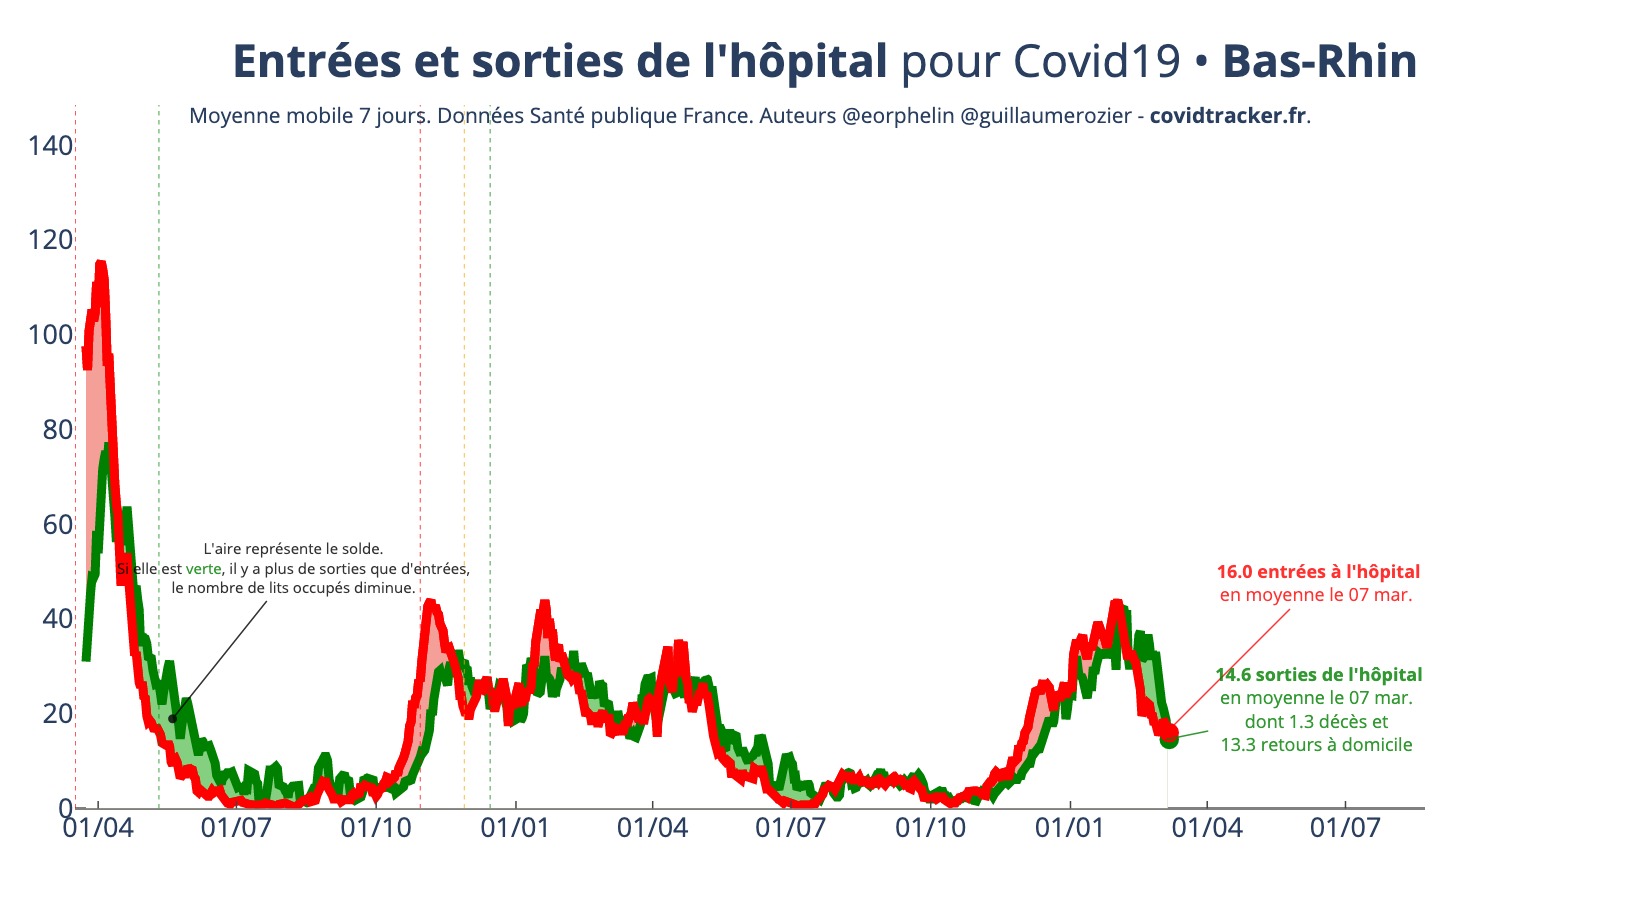 Entrées et sorties de l'hôpital pour Covid19 • Bas-Rhin
Moyenne mobile 7 jours. Données Santé publique France. Auteurs @eorphelin @guillaumerozier - covidtracker.fr.
140
120
100
80
60
40
20
0
L'aire représente le solde.
Si elle est verte, il y a plus de sorties que d'entrées,
le nombre de lits occupés diminue.
16.0 entrées à l'hôpital
en moyenne le 07 mar.
14.6 sorties de l'hôpital
en moyenne le 07 mar.
dont 1.3 décès et
13.3 retours à domicile
01/04 01/07 01/10 01/01 01/04 01/07 01/10 01/01 01/04 01/07